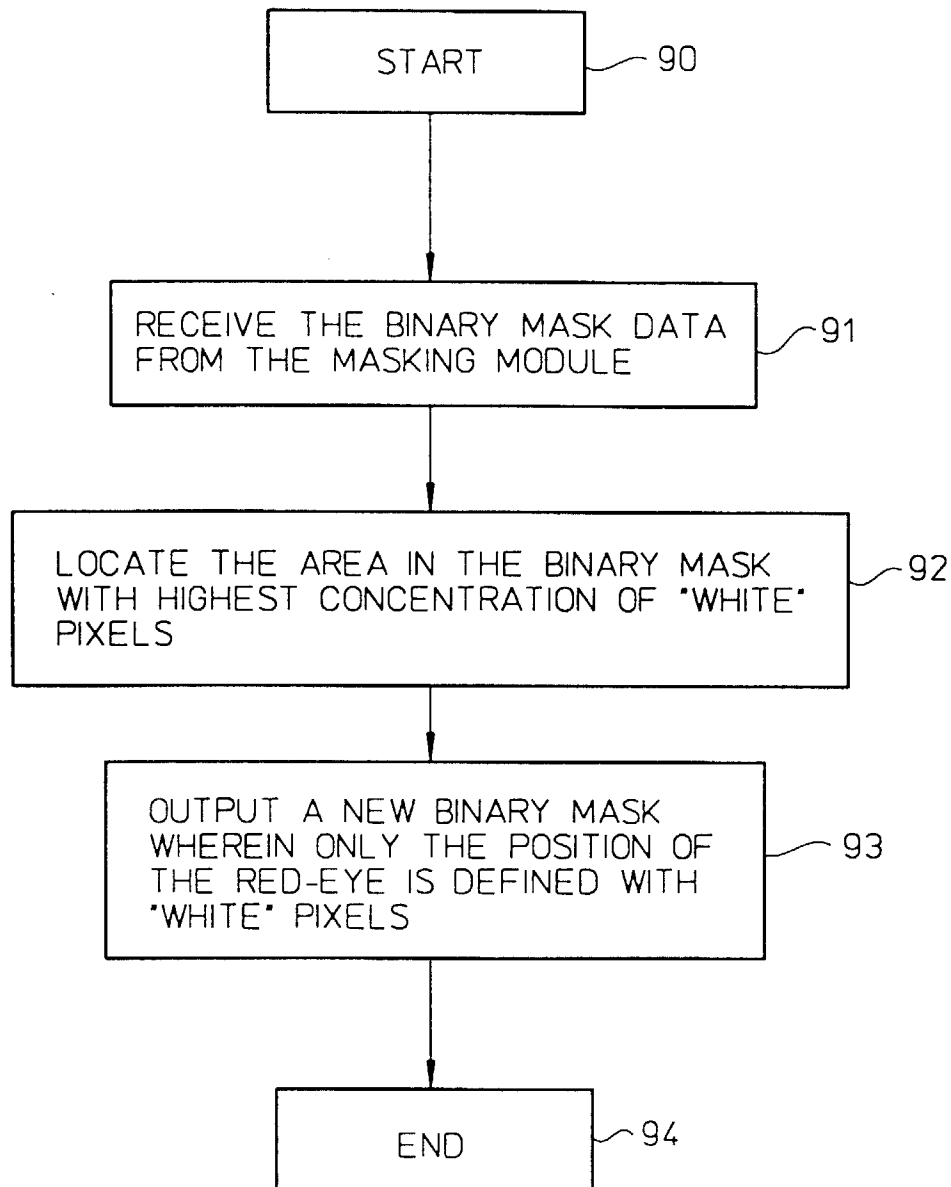 START
90
RECEIVE THE BINARY MASK DATA
FROM THE MASKING MODULE
91
LOCATE THE AREA IN THE BINARY MASK
WITH HIGHEST CONCENTRATION OF "WHITE"
PIXELS
92
OUTPUT A NEW BINARY MASK
WHEREIN ONLY THE POSITION OF
THE RED-EYE IS DEFINED WITH
"WHITE" PIXELS
93
END
94